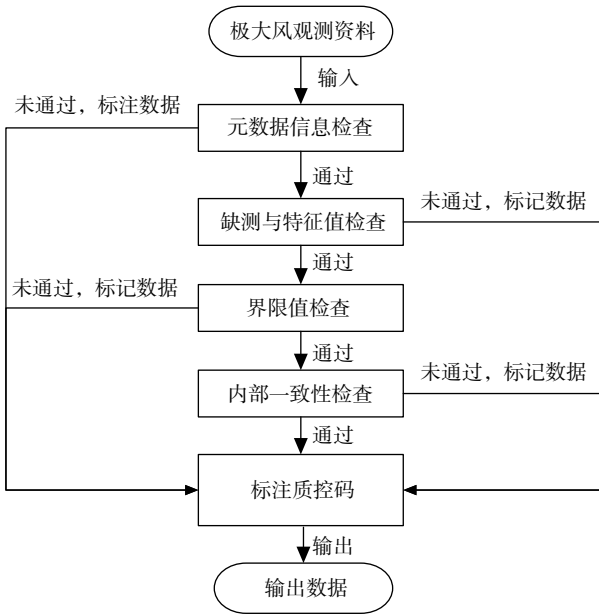 极大风观测资料
输入
未通过，标注数据
元数据信息检查
通过
未通过，标记数据
缺测与特征值检查
通过
未通过，标记数据
界限值检查
通过
未通过，标记数据
内部一致性检查
通过
标注质控码
输出
输出数据